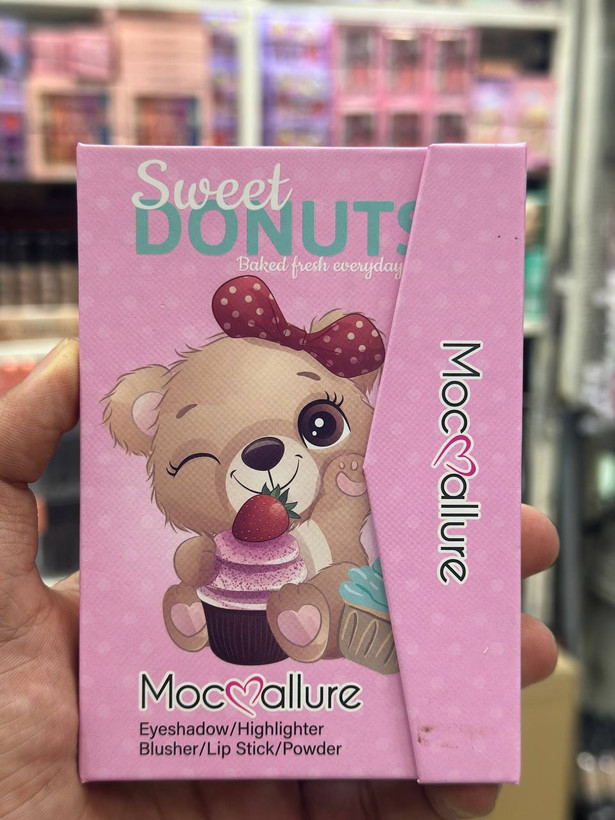 Sweet
DONUTS
Baked fresh everyday
Mocallure
Mocallure
Eyeshadow/Highlighter
Blusher/Lip Stick/Powder